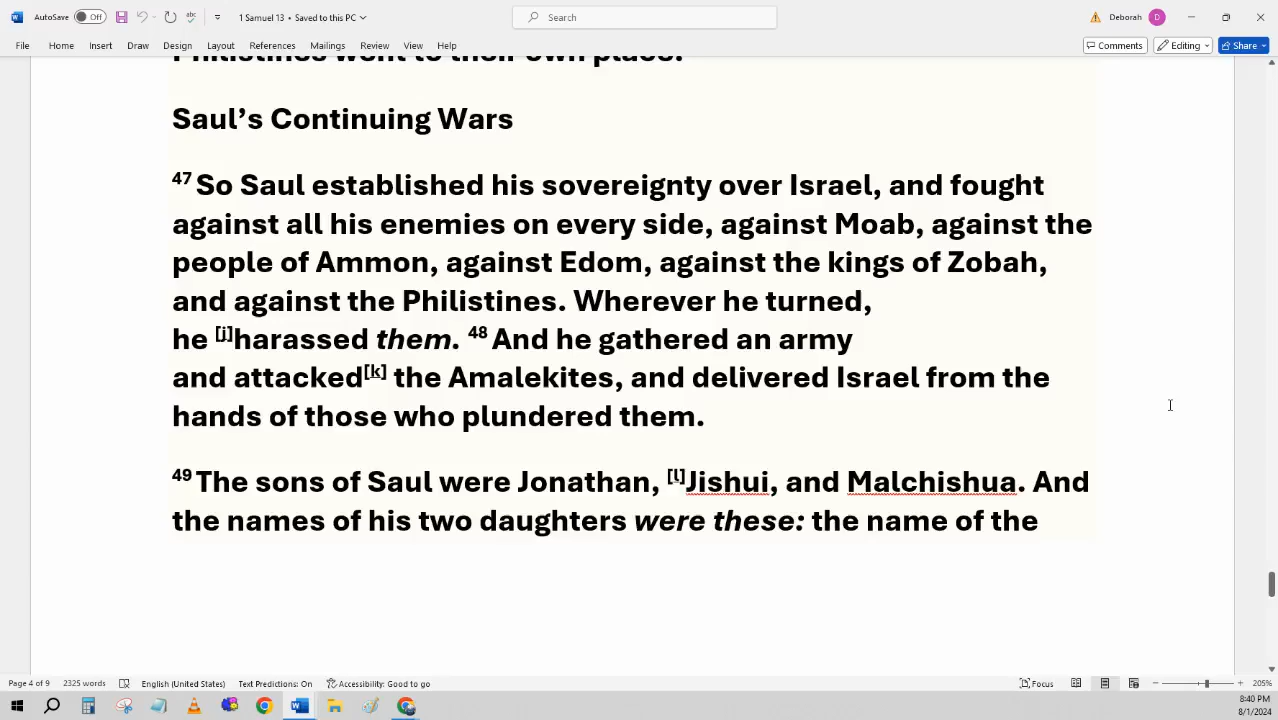 AutoSave Off 1 Samuel 13 • Saved to this PC Search Deborah D
File Home Insert Draw Design Layout References Mailings Review View Help Comments Editing Share
Philistines went to their own place.
Saul’s Continuing Wars
47 So Saul established his sovereignty over Israel, and fought
against all his enemies on every side, against Moab, against the
people of Ammon, against Edom, against the kings of Zobah,
and against the Philistines. Wherever he turned,
he [j]harassed them. 48 And he gathered an army
and attacked[k] the Amalekites, and delivered Israel from the
hands of those who plundered them.
49 The sons of Saul were Jonathan, [l]Jishui, and Malchishua. And
the names of his two daughters were these: the name of the
Page 4 of 9 2325 words English (United States) Text Predictions: On Accessibility: Good to go Focus 205%
8:40 PM
8/1/2024